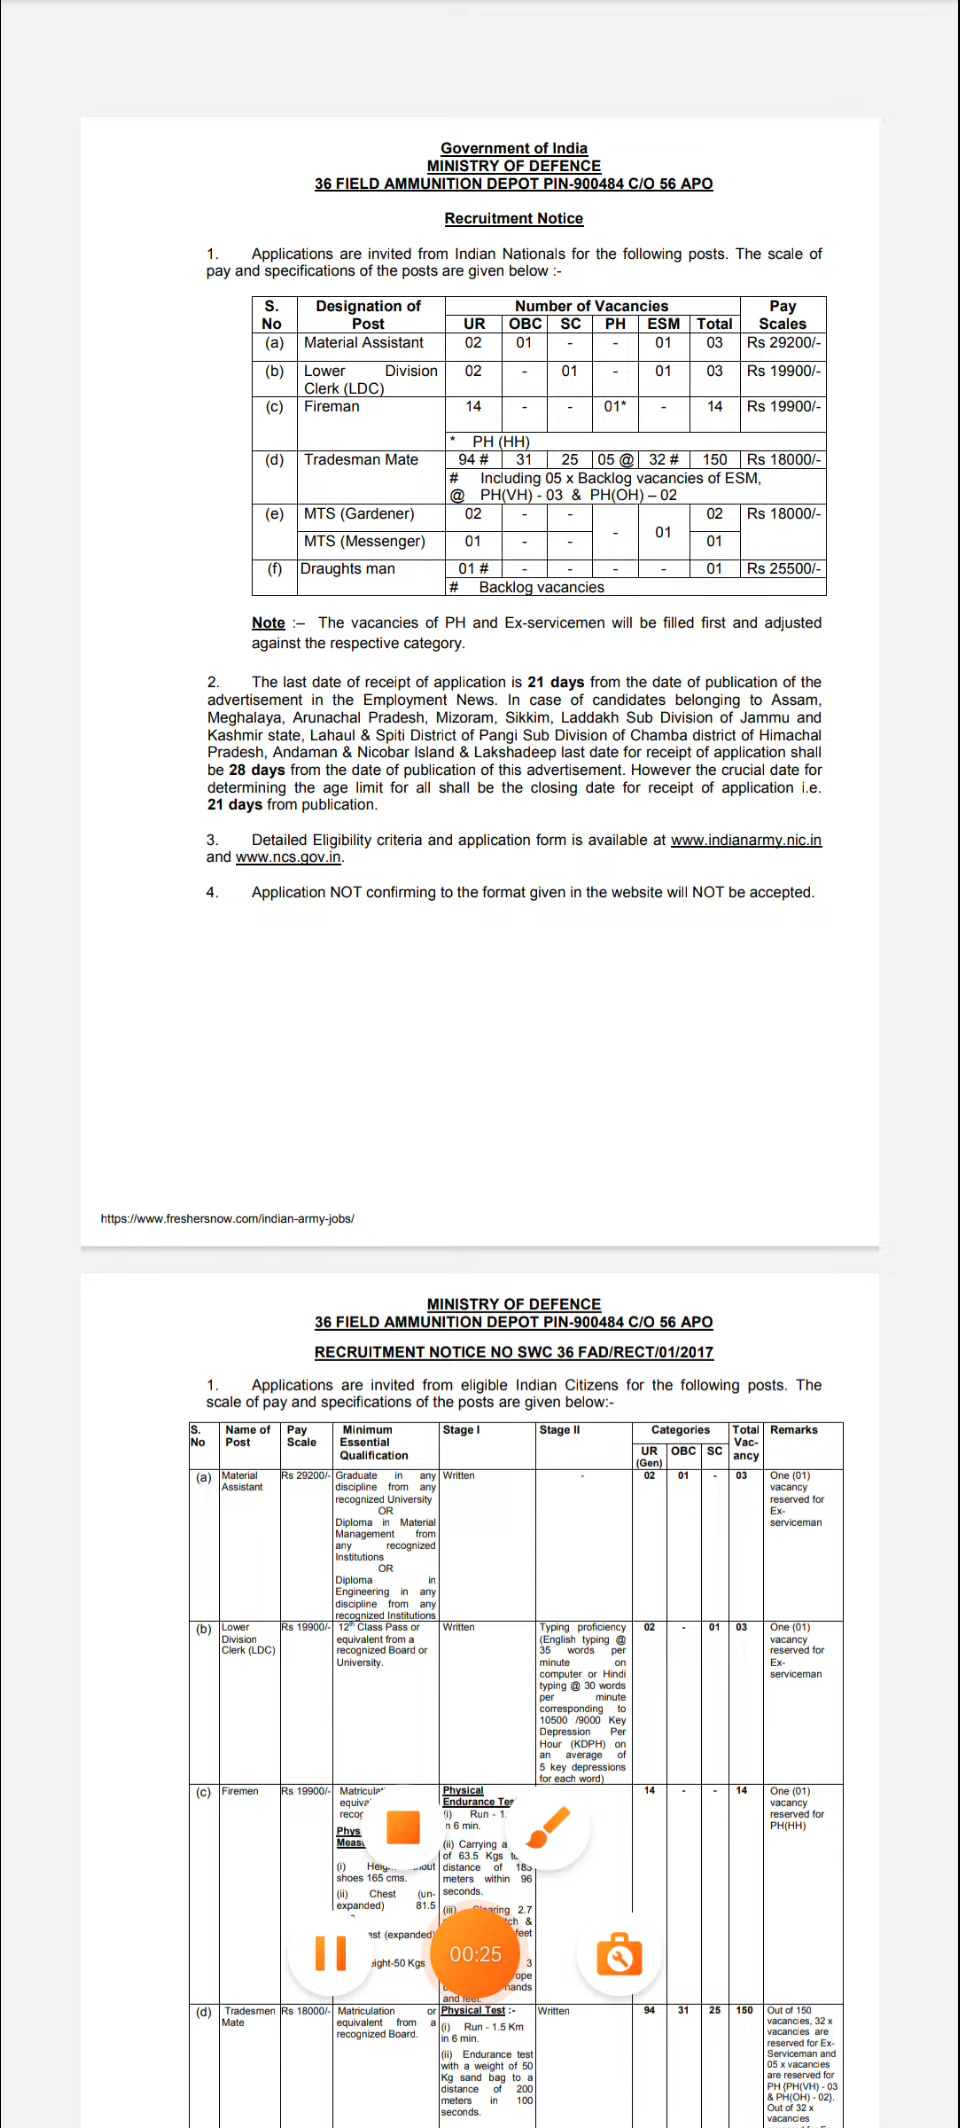 Government of India
MINISTRY OF DEFENCE
36 FIELD AMMUNITION DEPOT PIN-900484 C/O 56 APO
Recruitment Notice
1. Applications are invited from Indian Nationals for the following posts. The scale of
pay and specifications of the posts are given below :-
S. No Designation of Post Number of Vacancies Pay Scales
UR OBC SC PH ESM Total
(a) Material Assistant 02 01 - - 01 03 Rs 29200/-
(b) Lower Division 02 - 01 - 01 03 Rs 19900/-
Clerk (LDC)
(c) Fireman 14 - - 01* - 14 Rs 19900/-
* PH (HH)
(d) Tradesman Mate 94 # 31 25 05 @ 32 # 150 Rs 18000/-
# Including 05 x Backlog vacancies of ESM,
@ PH(VH) - 03 & PH(OH) – 02
(e) MTS (Gardener) 02 - - - 01 02 Rs 18000/-
MTS (Messenger) 01 - - 01
(f) Draughts man 01 # - - - - 01 Rs 25500/-
# Backlog vacancies
Note :– The vacancies of PH and Ex-servicemen will be filled first and adjusted
against the respective category.
2. The last date of receipt of application is 21 days from the date of publication of the
advertisement in the Employment News. In case of candidates belonging to Assam,
Meghalaya, Arunachal Pradesh, Mizoram, Sikkim, Laddakh Sub Division of Jammu and
Kashmir state, Lahaul & Spiti District of Pangi Sub Division of Chamba district of Himachal
Pradesh, Andaman & Nicobar Island & Lakshadeep last date for receipt of application shall
be 28 days from the date of publication of this advertisement. However the crucial date for
determining the age limit for all shall be the closing date for receipt of application i.e.
21 days from publication.
3. Detailed Eligibility criteria and application form is available at www.indianarmy.nic.in
and www.ncs.gov.in.
4. Application NOT confirming to the format given in the website will NOT be accepted.
https://www.freshersnow.com/indian-army-jobs/
MINISTRY OF DEFENCE
36 FIELD AMMUNITION DEPOT PIN-900484 C/O 56 APO
RECRUITMENT NOTICE NO SWC 36 FAD/RECT/01/2017
1. Applications are invited from eligible Indian Citizens for the following posts. The
scale of pay and specifications of the posts are given below:-
S. No
Name of Post
Pay Scale
Minimum
Essential
Qualification
Stage I
Stage II
Categories
UR (Gen) OBC SC
Total
Vac-
ancy
Remarks
(a)
Material
Assistant
Rs 29200/-
Graduate in any
discipline from any
recognized University
OR
Diploma in Material
Management from
any recognized
Institutions
OR
Diploma in
Engineering in any
discipline from any
recognized Institutions
Written
-
02 01 - 03
One (01)
vacancy
reserved for
Ex-
serviceman
(b)
Lower
Division
Clerk (LDC)
Rs 19900/-
12th Class Pass or
equivalent from a
recognized Board or
University.
Written
Typing proficiency
(English typing @
35 words per
minute on
computer or Hindi
typing @ 30 words
per minute
corresponding to
10500 /9000 Key
Depression Per
Hour (KDPH) on
an average of
5 key depressions
for each word)
02 - 01 03
One (01)
vacancy
reserved for
Ex-
serviceman
(c)
Firemen
Rs 19900/-
shoes 165 cms.
(ii) Chest (un-
expanded) 81.5
(expanded)
-50 Kgs
Physical
Endurance
(i) Run - 1.
n 6 min.
(ii) Carrying a
of 63.5 Kgs
distance of 183
meters within 96
seconds.
(iii) 2.7
&
feet
3
and feet.
14 - - 14
One (01)
vacancy
reserved for
PH(HH)
00:25
(d)
Tradesmen
Mate
Rs 18000/-
Matriculation or
equivalent from a
recognized Board.
Physical Test :-
(i) Run - 1.5 Km
in 6 min.
(ii) Endurance test
with a weight of 50
Kg sand bag to a
distance of 200
meters in 100
seconds.
Written
94 31 25 150
Out of 150
vacancies, 32 x
vacancies are
reserved for Ex-
Serviceman and
05 x vacancies
are reserved for
PH {PH(VH) - 03
& PH(OH) - 02}.
Out of 32 x
vacancies